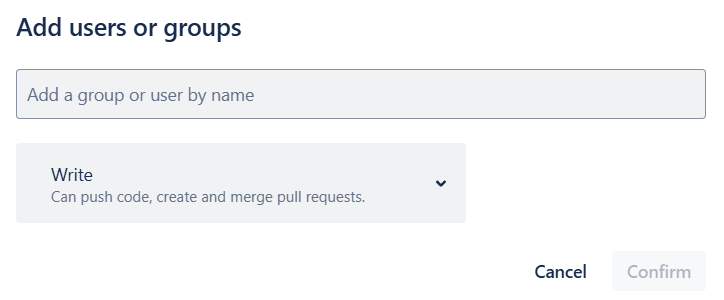 Add users or groups
Add a group or user by name
Write
Can push code, create and merge pull requests.
Cancel Confirm